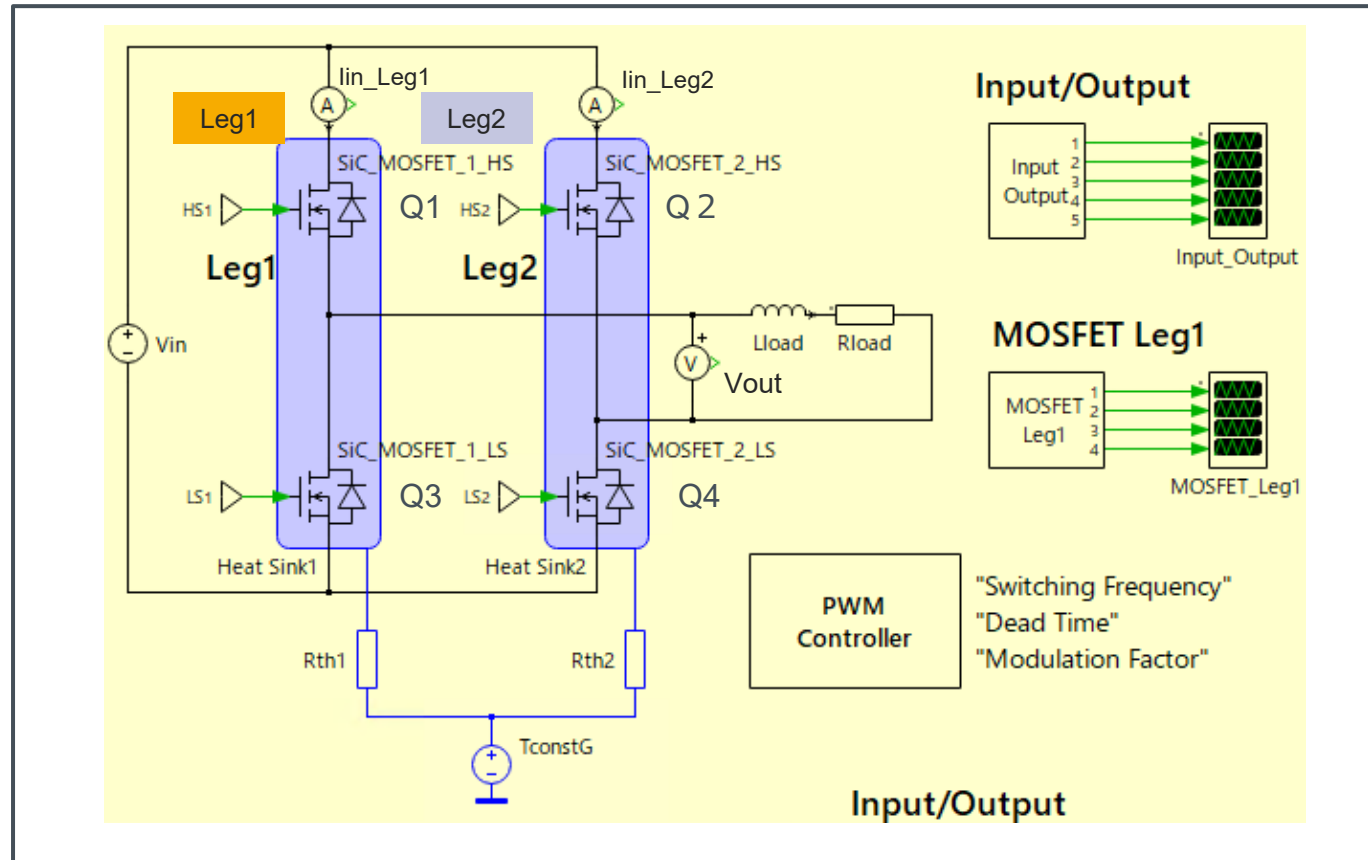 Iin_Leg1
Iin_Leg2
Input/Output
A
A
Leg1
Leg2
SiC_MOSFET_1_HS
SiC_MOSFET_2_HS
Input
Output
1
2
3
4
5
HS1
Q1
HS2
Q 2
Input_Output
Leg1
Leg2
+
Vin
Lload
Rload
MOSFET Leg1
V
Vout
MOSFET
Leg1
1
2
3
4
SiC_MOSFET_1_LS
SiC_MOSFET_2_LS
LS1
Q3
LS2
Q4
MOSFET_Leg1
Heat Sink1
Heat Sink2
PWM
Controller
"Switching Frequency"
"Dead Time"
"Modulation Factor"
Rth1
Rth2
TconstG
Input/Output